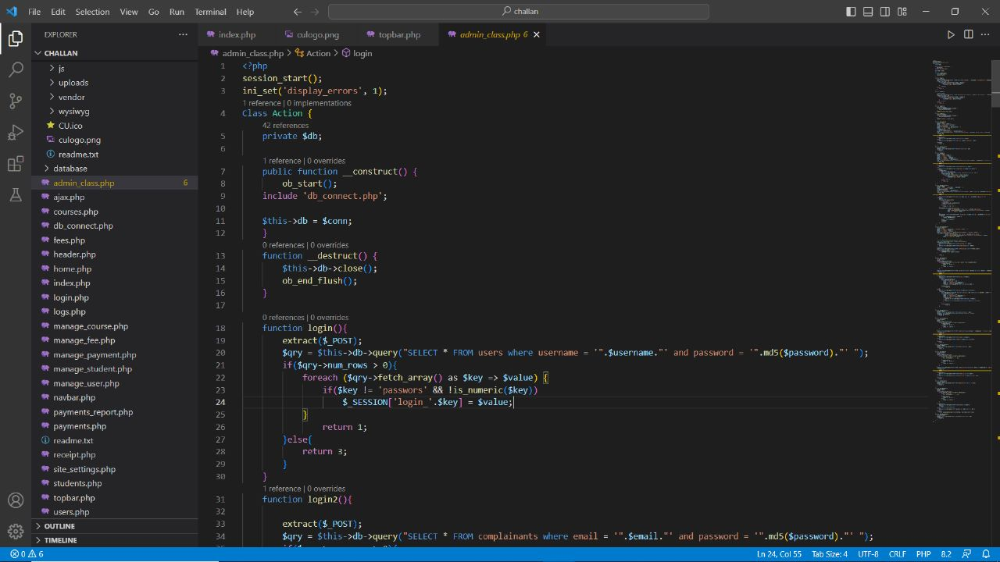 File Edit Selection View Go Run Terminal Help
challan
EXPLORER
CHALLAN
js
uploads
vendor
wysiwyg
CU.ico
culogo.png
readme.txt
database
admin_class.php 6
ajax.php
courses.php
db_connect.php
fees.php
header.php
home.php
index.php
login.php
logs.php
manage_course.php
manage_fee.php
manage_payment.php
manage_student.php
manage_user.php
navbar.php
payments_report.php
payments.php
readme.txt
receipt.php
site_settings.php
students.php
topbar.php
users.php
OUTLINE
TIMELINE
index.php culogo.png topbar.php admin_class.php 6
admin_class.php > Action > login
1 <?php
2 session_start();
3 ini_set('display_errors', 1);
1 reference | 0 implementations
4 Class Action {
42 references
5 private $db;
6
1 reference | 0 overrides
7 public function __construct() {
8 ob_start();
9 include 'db_connect.php';
10
11 $this->db = $conn;
12 }
0 references | 0 overrides
13 function __destruct() {
14 $this->db->close();
15 ob_end_flush();
16 }
17
0 references | 0 overrides
18 function login(){
19 extract($_POST);
20 $qry = $this->db->query("SELECT * FROM users where username = '".$username."' and password = '".md5($password)."' ");
21 if($qry->num_rows > 0){
22 foreach ($qry->fetch_array() as $key => $value) {
23 if($key != 'passwors' && !is_numeric($key))
24 $_SESSION['login_'.$key] = $value;
25 }
26 return 1;
27 }else{
28 return 3;
29 }
30 }
1 reference | 0 overrides
31 function login2(){
32
33 extract($_POST);
34 $qry = $this->db->query("SELECT * FROM complainants where email = '".$email."' and password = '".md5($password)."' ");
0 6 Ln 24, Col 55 Tab Size: 4 UTF-8 CRLF PHP 8.2